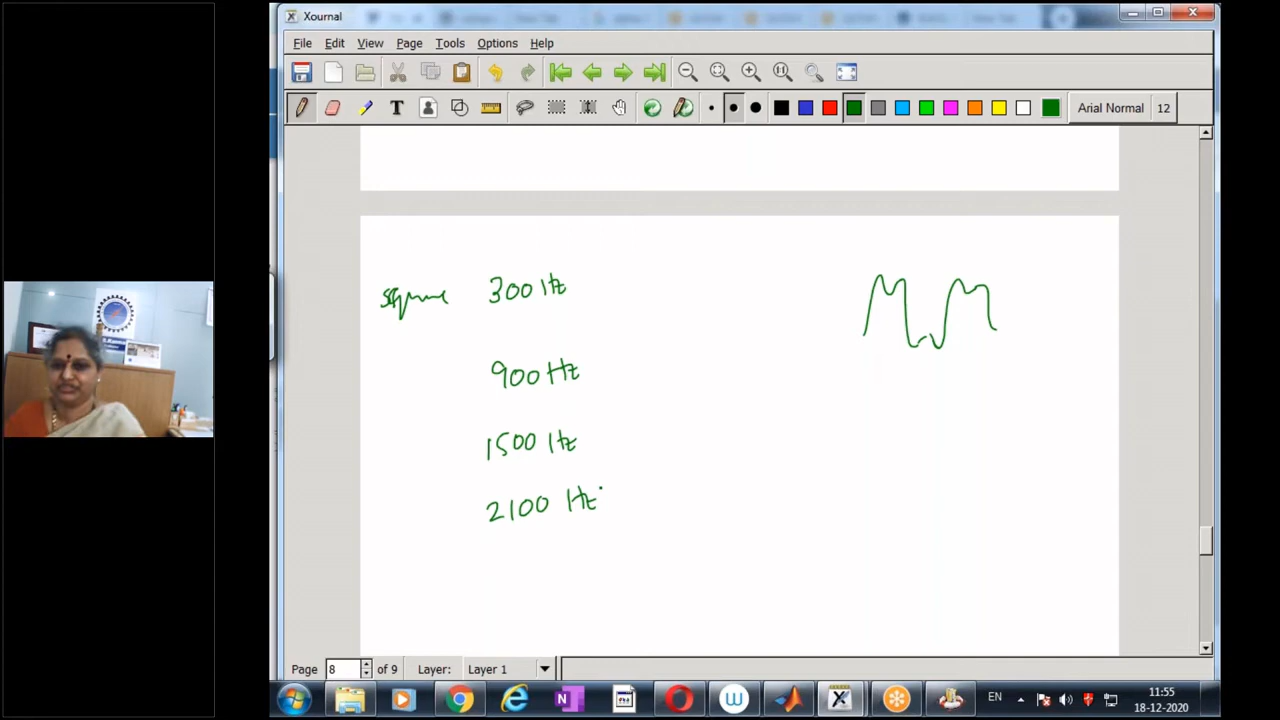 Xournal
File Edit View Page Tools Options Help
Arial Normal 12
square 300 Hz
900 Hz
1500 Hz
2100 Hz
Page 8 of 9 Layer: Layer 1
EN 11:55
18-12-2020